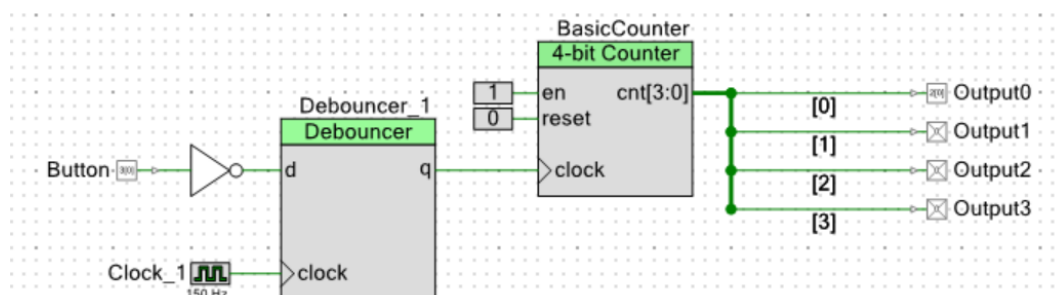 BasicCounter
4-bit Counter
1
en
cnt[3:0]
[0]
Output0
0
reset
[1]
Output1
Debouncer_1
Debouncer
Button
d
q
clock
[2]
Output2
[3]
Output3
Clock_1
clock
150 Hz